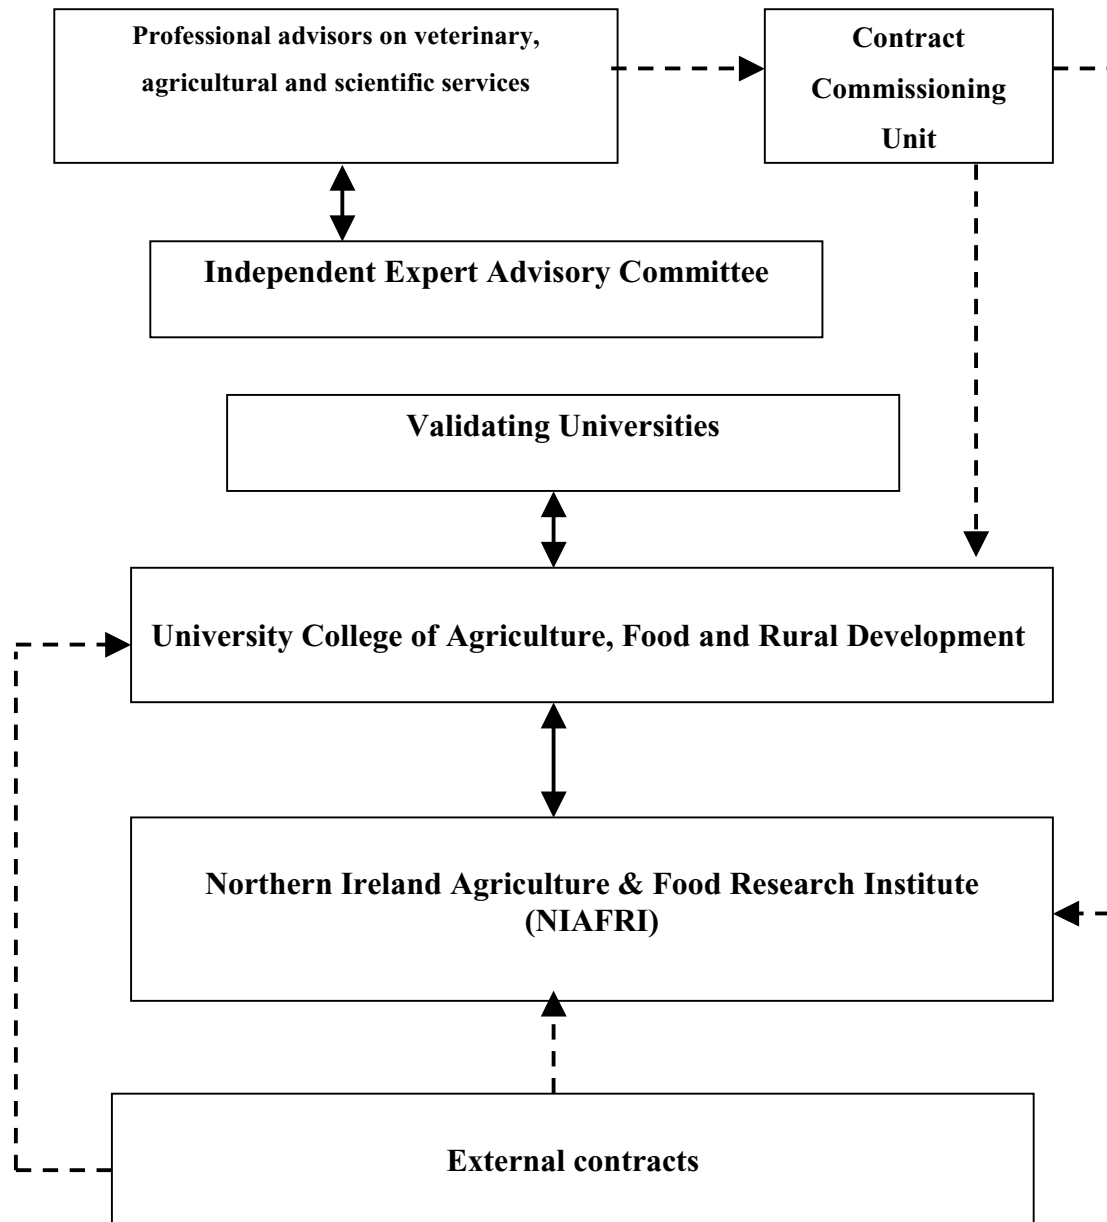 Professional advisors on veterinary,
agricultural and scientific services
Contract
Commissioning
Unit
Independent Expert Advisory Committee
Validating Universities
University College of Agriculture, Food and Rural Development
Northern Ireland Agriculture & Food Research Institute
(NIAFRI)
External contracts